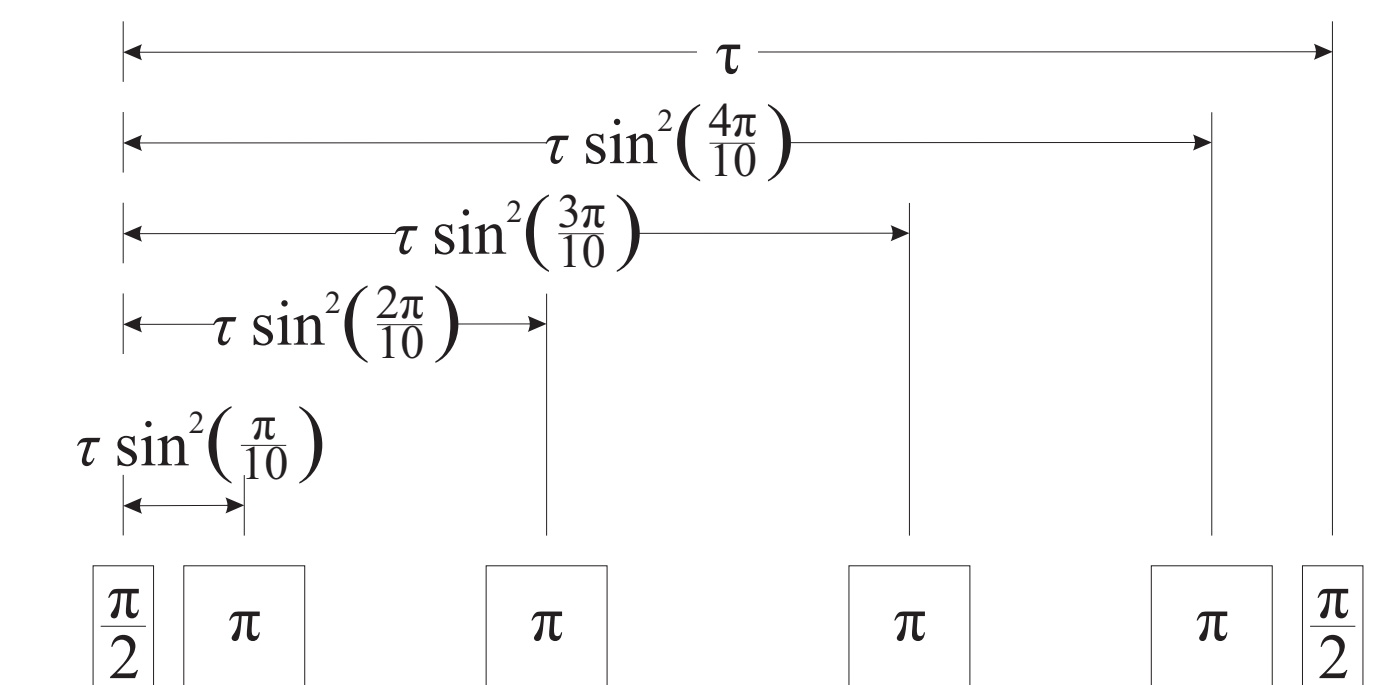 τ
τ sin²(4π/10)
τ sin²(3π/10)
τ sin²(2π/10)
τ sin²(π/10)
π/2 π π π π π/2